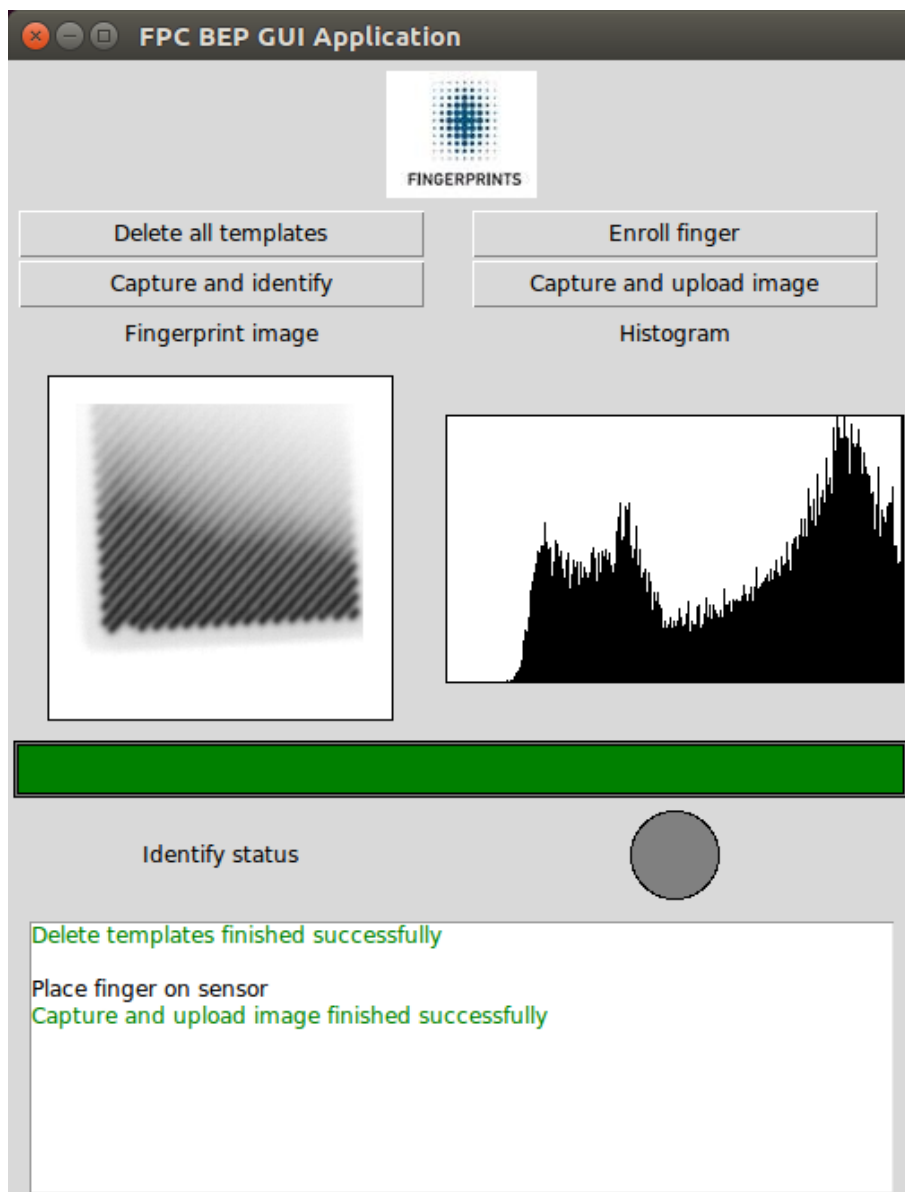 FPC BEP GUI Application
FINGERPRINTS
Delete all templates
Enroll finger
Capture and identify
Capture and upload image
Fingerprint image
Histogram
Identify status
Delete templates finished successfully
Place finger on sensor
Capture and upload image finished successfully